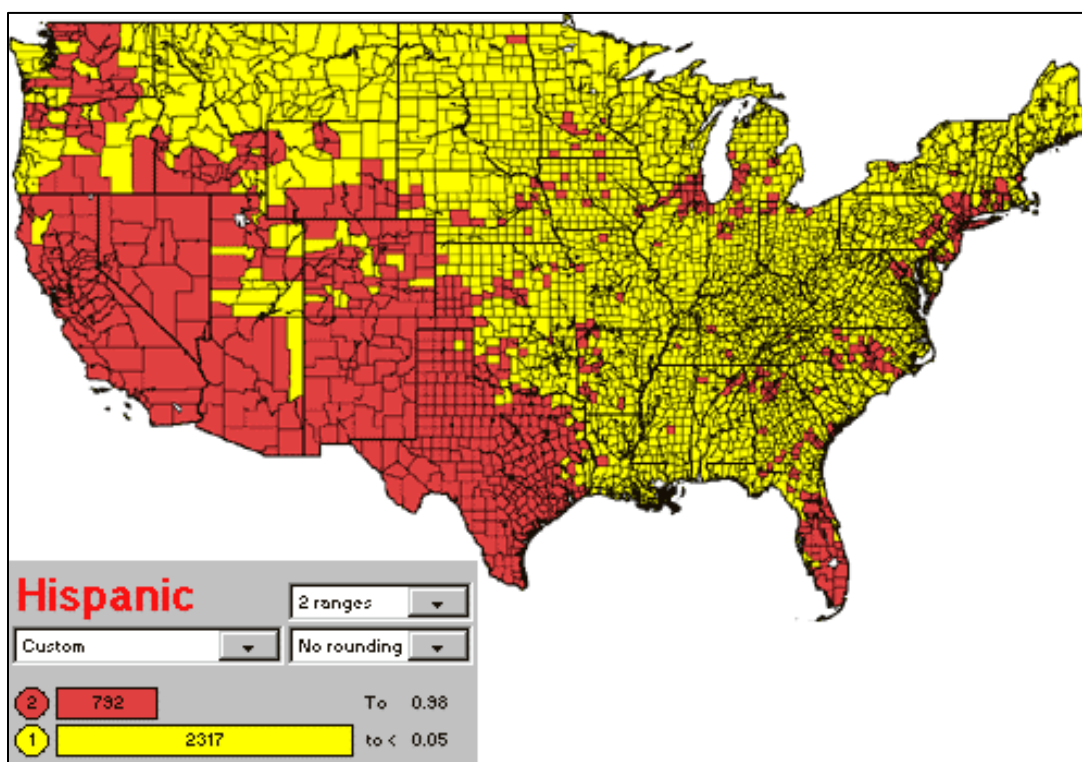 Hispanic
2 ranges
Custom
No rounding
2 792 To 0.98
1 2317 to < 0.05